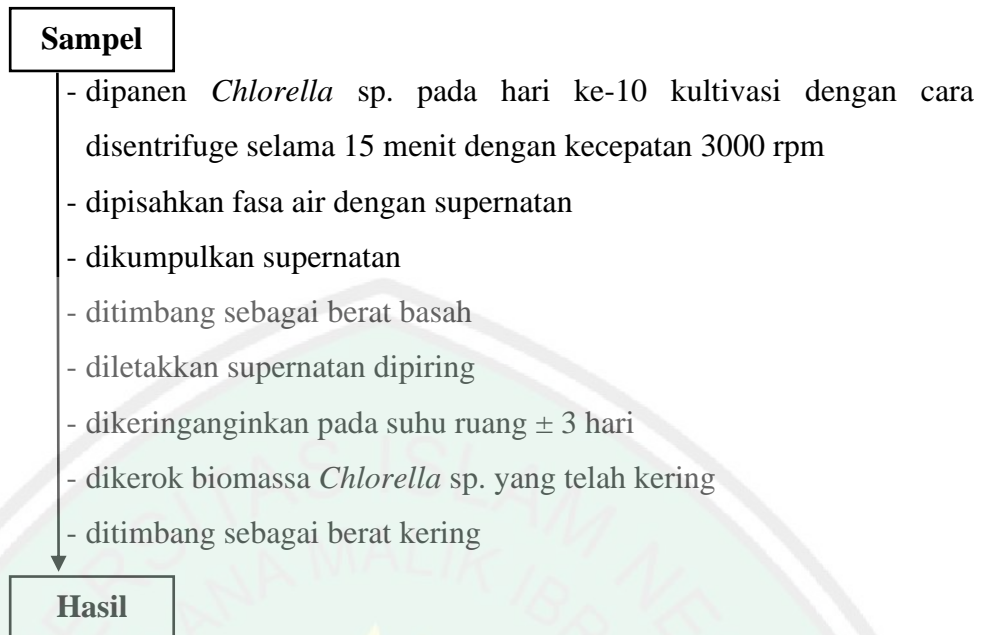 Sampel
- dipanen Chlorella sp. pada hari ke-10 kultivasi dengan cara
disentrifuge selama 15 menit dengan kecepatan 3000 rpm
- dipisahkan fasa air dengan supernatan
- dikumpulkan supernatan
- ditimbang sebagai berat basah
- diletakkan supernatan dipiring
- dikeringanginkan pada suhu ruang ± 3 hari
- dikerok biomassa Chlorella sp. yang telah kering
- ditimbang sebagai berat kering
Hasil